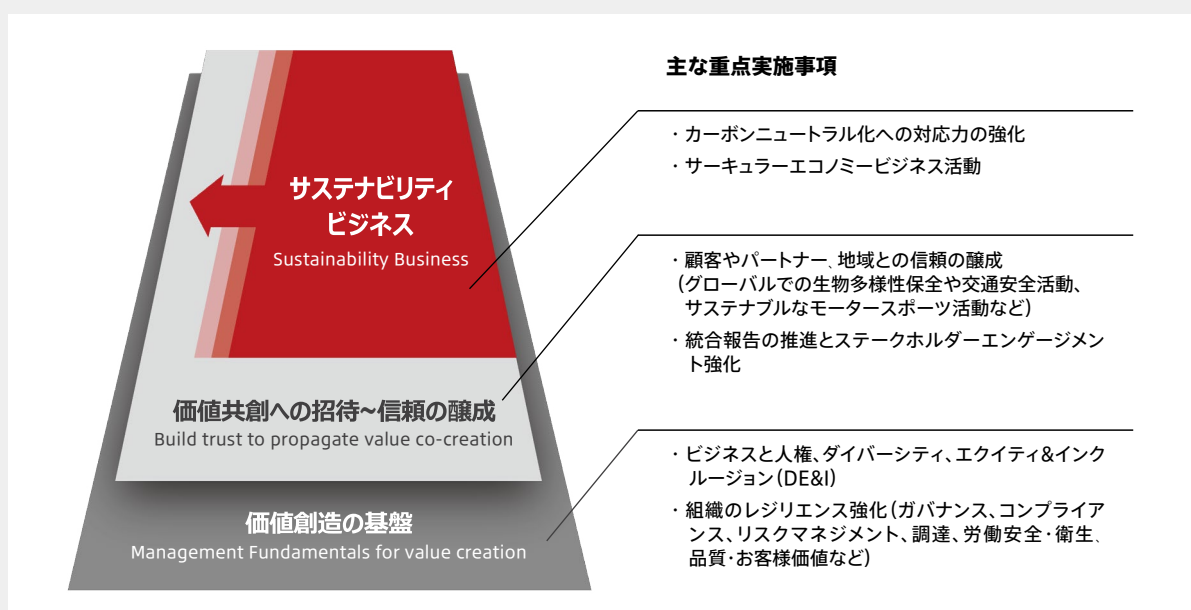 主な重点実施事項
サステナビリティ
ビジネス
Sustainability Business
・カーボンニュートラル化への対応力の強化
・サーキュラーエコノミービジネス活動
価値共創への招待~信頼の醸成
Build trust to propagate value co-creation
・顧客やパートナー、地域との信頼の醸成
(グローバルでの生物多様性保全や交通安全活動、
サステナブルなモータースポーツ活動など)
・統合報告の推進とステークホルダーエンゲージメン
ト強化
価値創造の基盤
Management Fundamentals for value creation
・ビジネスと人権、ダイバーシティ、エクイティ&インク
ルージョン(DE&I)
・組織のレジリエンス強化(ガバナンス、コンプライア
ンス、リスクマネジメント、調達、労働安全・衛生、
品質・お客様価値など)